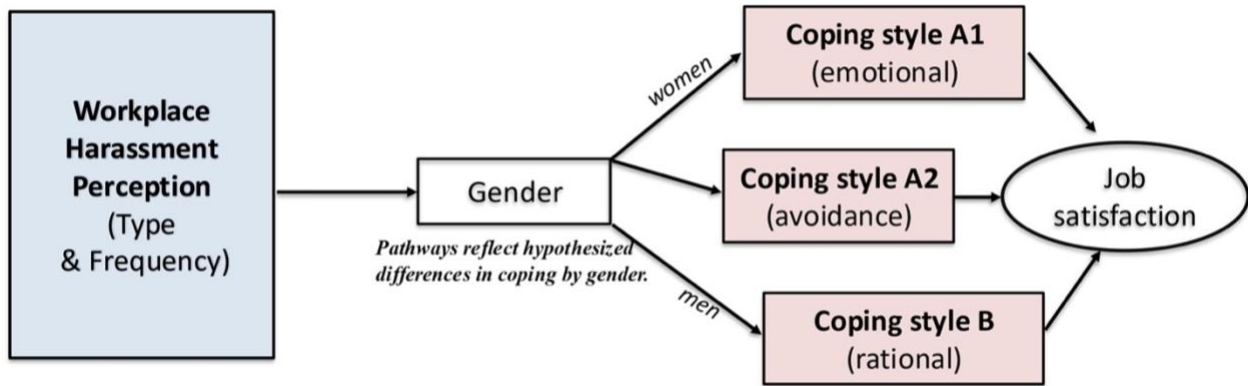 Workplace
Harassment
Perception
(Type
& Frequency)
Gender
Pathways reflect hypothesized
differences in coping by gender.
women
men
Coping style A1
(emotional)
Coping style A2
(avoidance)
Coping style B
(rational)
Job
satisfaction